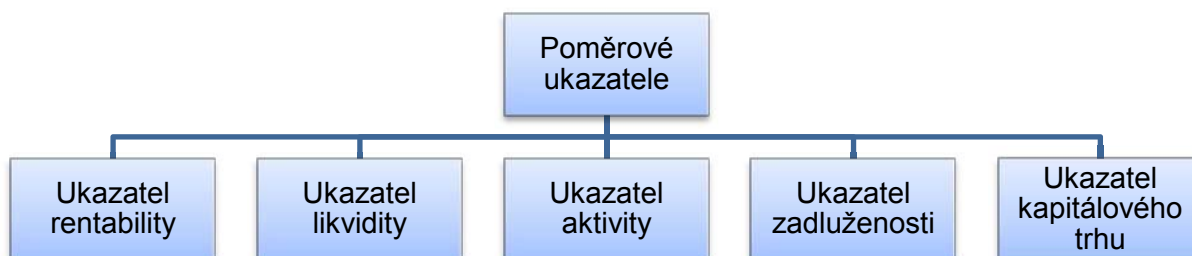 Poměrové
ukazatele
Ukazatel
rentability
Ukazatel
likvidity
Ukazatel
aktivity
Ukazatel
zadluženosti
Ukazatel
kapitálového
trhu